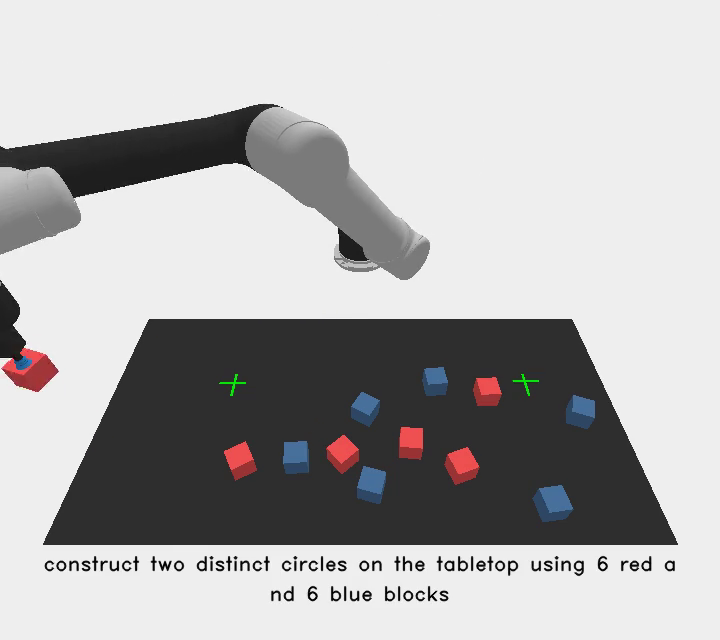 construct two distinct circles on the tabletop using 6 red a
nd 6 blue blocks